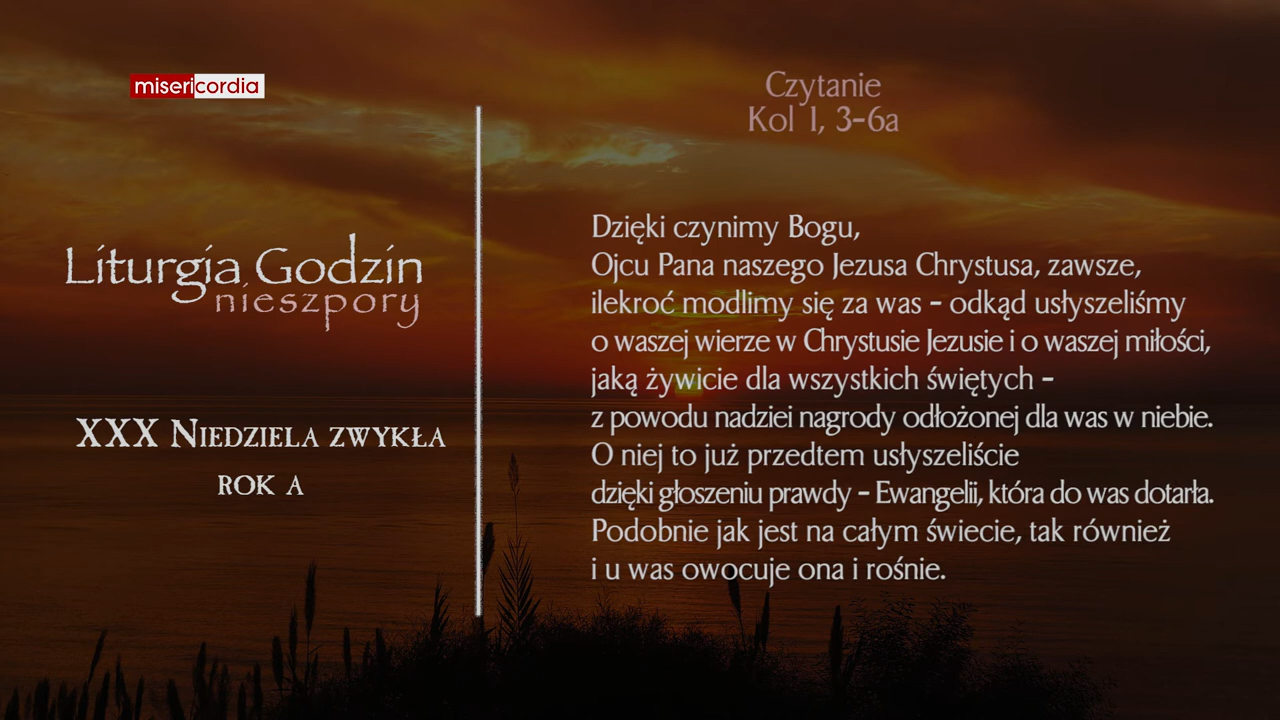 misericordia
Liturgia Godzin
nieszpory
XXX Niedziela zwykła
rok A
Czytanie
Kol 1, 3-6a
Dzięki czynimy Bogu,
Ojcu Pana naszego Jezusa Chrystusa, zawsze,
ilekroć modlimy się za was - odkąd usłyszeliśmy
o waszej wierze w Chrystusie Jezusie i o waszej miłości,
jaką żywicie dla wszystkich świętych -
z powodu nadziei nagrody odłożonej dla was w niebie.
O niej to już przedtem usłyszeliście
dzięki głoszeniu prawdy - Ewangelii, która do was dotarła.
Podobnie jak jest na całym świecie, tak również
i u was owocuje ona i rośnie.